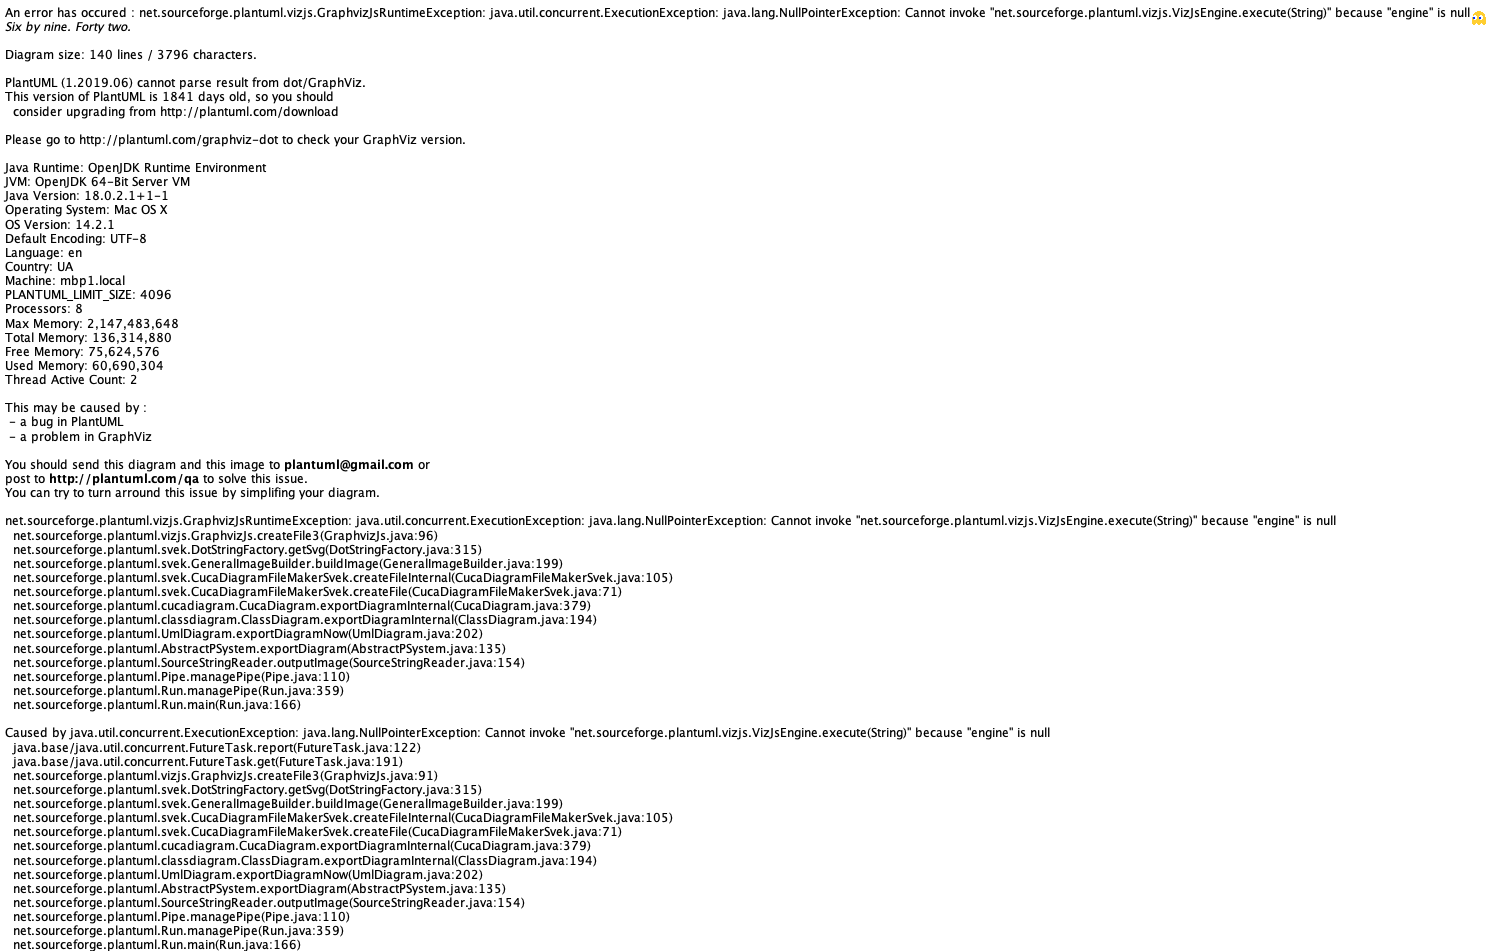 An error has occured : net.sourceforge.plantuml.vizjs.GraphvizJsRuntimeException: java.util.concurrent.ExecutionException: java.lang.NullPointerException: Cannot invoke "net.sourceforge.plantuml.vizjs.VizJsEngine.execute(String)" because "engine" is null
Six by nine. Forty two.
Diagram size: 140 lines / 3796 characters.
PlantUML (1.2019.06) cannot parse result from dot/GraphViz.
This version of PlantUML is 1841 days old, so you should
consider upgrading from http://plantuml.com/download
Please go to http://plantuml.com/graphviz-dot to check your GraphViz version.
Java Runtime: OpenJDK Runtime Environment
JVM: OpenJDK 64-Bit Server VM
Java Version: 18.0.2.1+1-1
Operating System: Mac OS X
OS Version: 14.2.1
Default Encoding: UTF-8
Language: en
Country: UA
Machine: mbp1.local
PLANTUML_LIMIT_SIZE: 4096
Processors: 8
Max Memory: 2,147,483,648
Total Memory: 136,314,880
Free Memory: 75,624,576
Used Memory: 60,690,304
Thread Active Count: 2
This may be caused by :
- a bug in PlantUML
- a problem in GraphViz
You should send this diagram and this image to plantuml@gmail.com or
post to http://plantuml.com/qa to solve this issue.
You can try to turn arround this issue by simplifing your diagram.
net.sourceforge.plantuml.vizjs.GraphvizJsRuntimeException: java.util.concurrent.ExecutionException: java.lang.NullPointerException: Cannot invoke "net.sourceforge.plantuml.vizjs.VizJsEngine.execute(String)" because "engine" is null
net.sourceforge.plantuml.vizjs.GraphvizJs.createFile3(GraphvizJs.java:96)
net.sourceforge.plantuml.svek.DotStringFactory.getSvg(DotStringFactory.java:315)
net.sourceforge.plantuml.svek.GeneralImageBuilder.buildImage(GeneralImageBuilder.java:199)
net.sourceforge.plantuml.svek.CucaDiagramFileMakerSvek.createFileInternal(CucaDiagramFileMakerSvek.java:105)
net.sourceforge.plantuml.svek.CucaDiagramFileMakerSvek.createFile(CucaDiagramFileMakerSvek.java:71)
net.sourceforge.plantuml.cucadiagram.CucaDiagram.exportDiagramInternal(CucaDiagram.java:379)
net.sourceforge.plantuml.classdiagram.ClassDiagram.exportDiagramInternal(ClassDiagram.java:194)
net.sourceforge.plantuml.UmlDiagram.exportDiagramNow(UmlDiagram.java:202)
net.sourceforge.plantuml.AbstractPSystem.exportDiagram(AbstractPSystem.java:135)
net.sourceforge.plantuml.SourceStringReader.outputImage(SourceStringReader.java:154)
net.sourceforge.plantuml.Pipe.managePipe(Pipe.java:110)
net.sourceforge.plantuml.Run.managePipe(Run.java:359)
net.sourceforge.plantuml.Run.main(Run.java:166)
Caused by java.util.concurrent.ExecutionException: java.lang.NullPointerException: Cannot invoke "net.sourceforge.plantuml.vizjs.VizJsEngine.execute(String)" because "engine" is null
java.base/java.util.concurrent.FutureTask.report(FutureTask.java:122)
java.base/java.util.concurrent.FutureTask.get(FutureTask.java:191)
net.sourceforge.plantuml.vizjs.GraphvizJs.createFile3(GraphvizJs.java:91)
net.sourceforge.plantuml.svek.DotStringFactory.getSvg(DotStringFactory.java:315)
net.sourceforge.plantuml.svek.GeneralImageBuilder.buildImage(GeneralImageBuilder.java:199)
net.sourceforge.plantuml.svek.CucaDiagramFileMakerSvek.createFileInternal(CucaDiagramFileMakerSvek.java:105)
net.sourceforge.plantuml.svek.CucaDiagramFileMakerSvek.createFile(CucaDiagramFileMakerSvek.java:71)
net.sourceforge.plantuml.cucadiagram.CucaDiagram.exportDiagramInternal(CucaDiagram.java:379)
net.sourceforge.plantuml.classdiagram.ClassDiagram.exportDiagramInternal(ClassDiagram.java:194)
net.sourceforge.plantuml.UmlDiagram.exportDiagramNow(UmlDiagram.java:202)
net.sourceforge.plantuml.AbstractPSystem.exportDiagram(AbstractPSystem.java:135)
net.sourceforge.plantuml.SourceStringReader.outputImage(SourceStringReader.java:154)
net.sourceforge.plantuml.Pipe.managePipe(Pipe.java:110)
net.sourceforge.plantuml.Run.managePipe(Run.java:359)
net.sourceforge.plantuml.Run.main(Run.java:166)